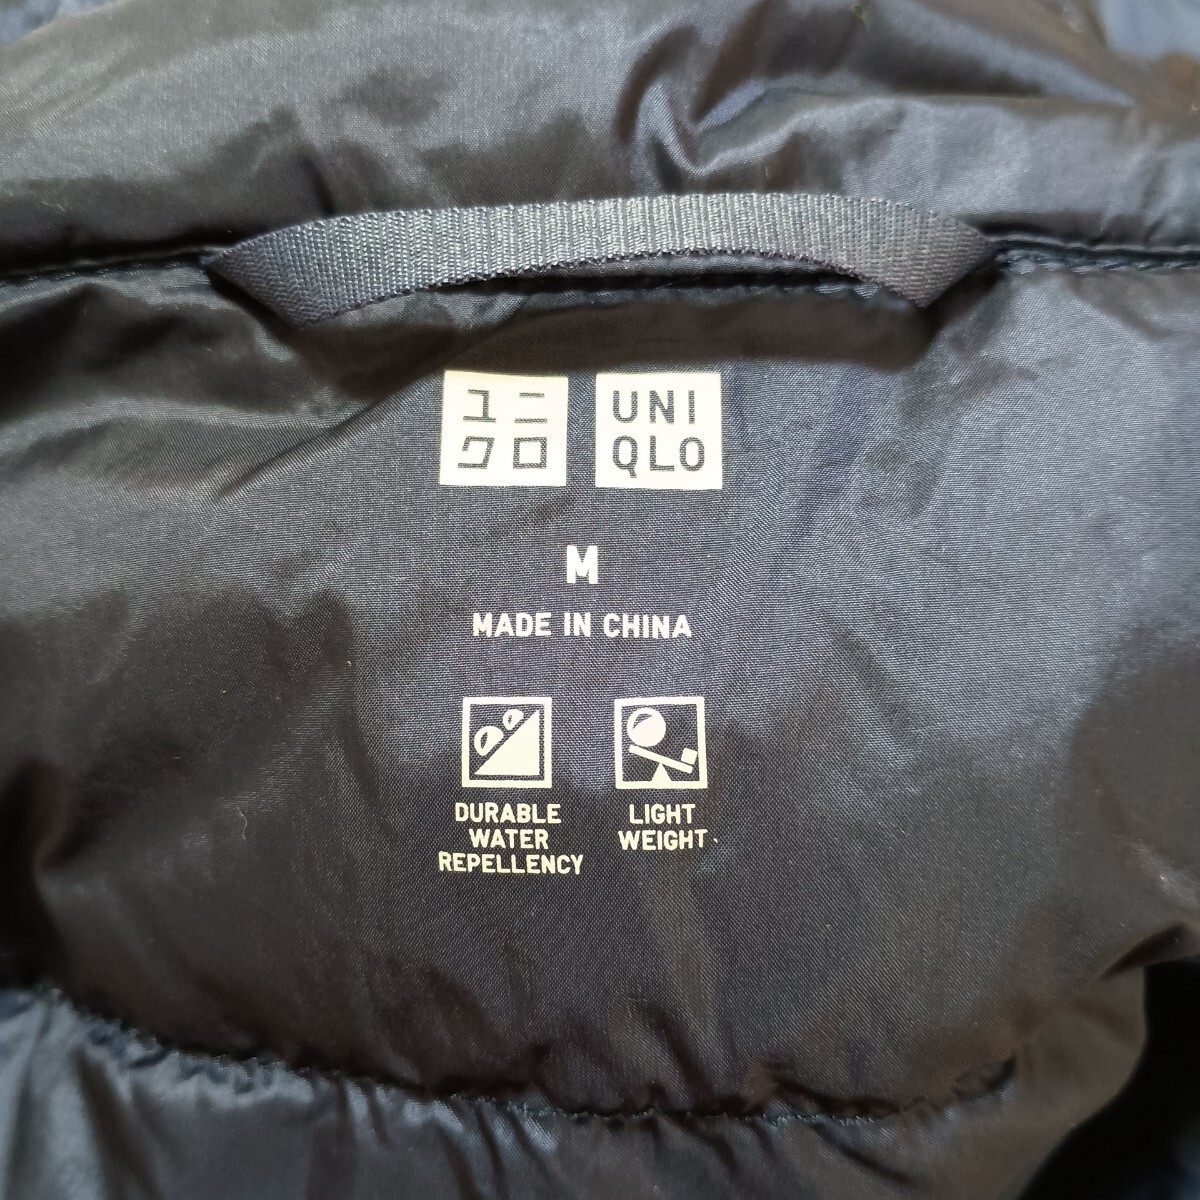 ユニ
クロ
UNI
QLO
M
MADE IN CHINA
DURABLE
WATER
REPELLENCY
LIGHT
WEIGHT